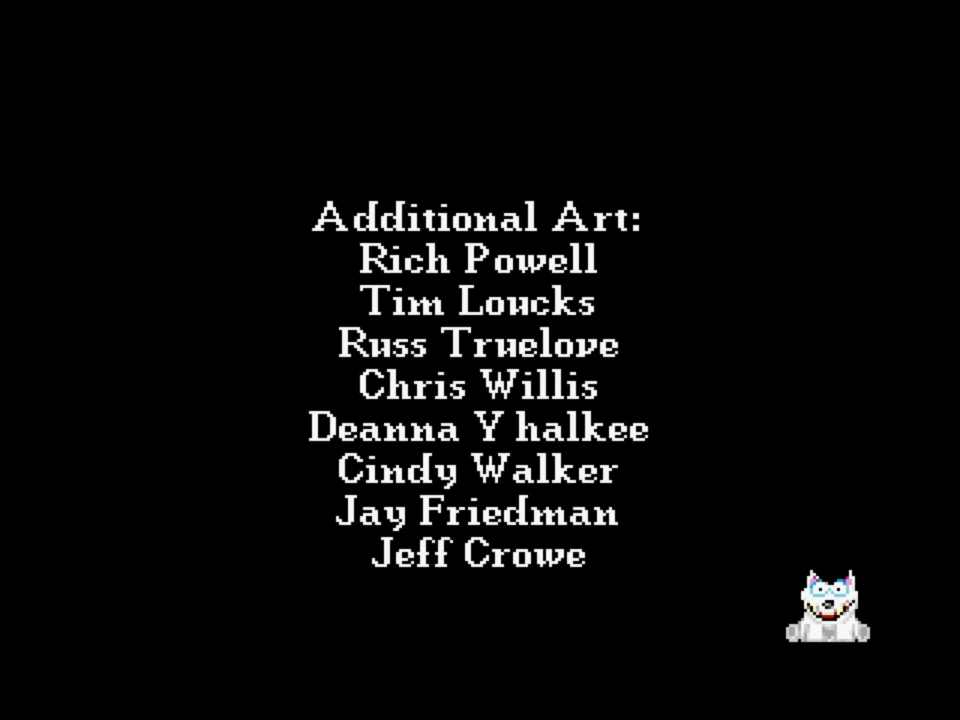 Additional Art:
Rich Powell
Tim Loucks
Russ Truelove
Chris Willis
Deanna Y halkee
Cindy Walker
Jay Friedman
Jeff Crowe